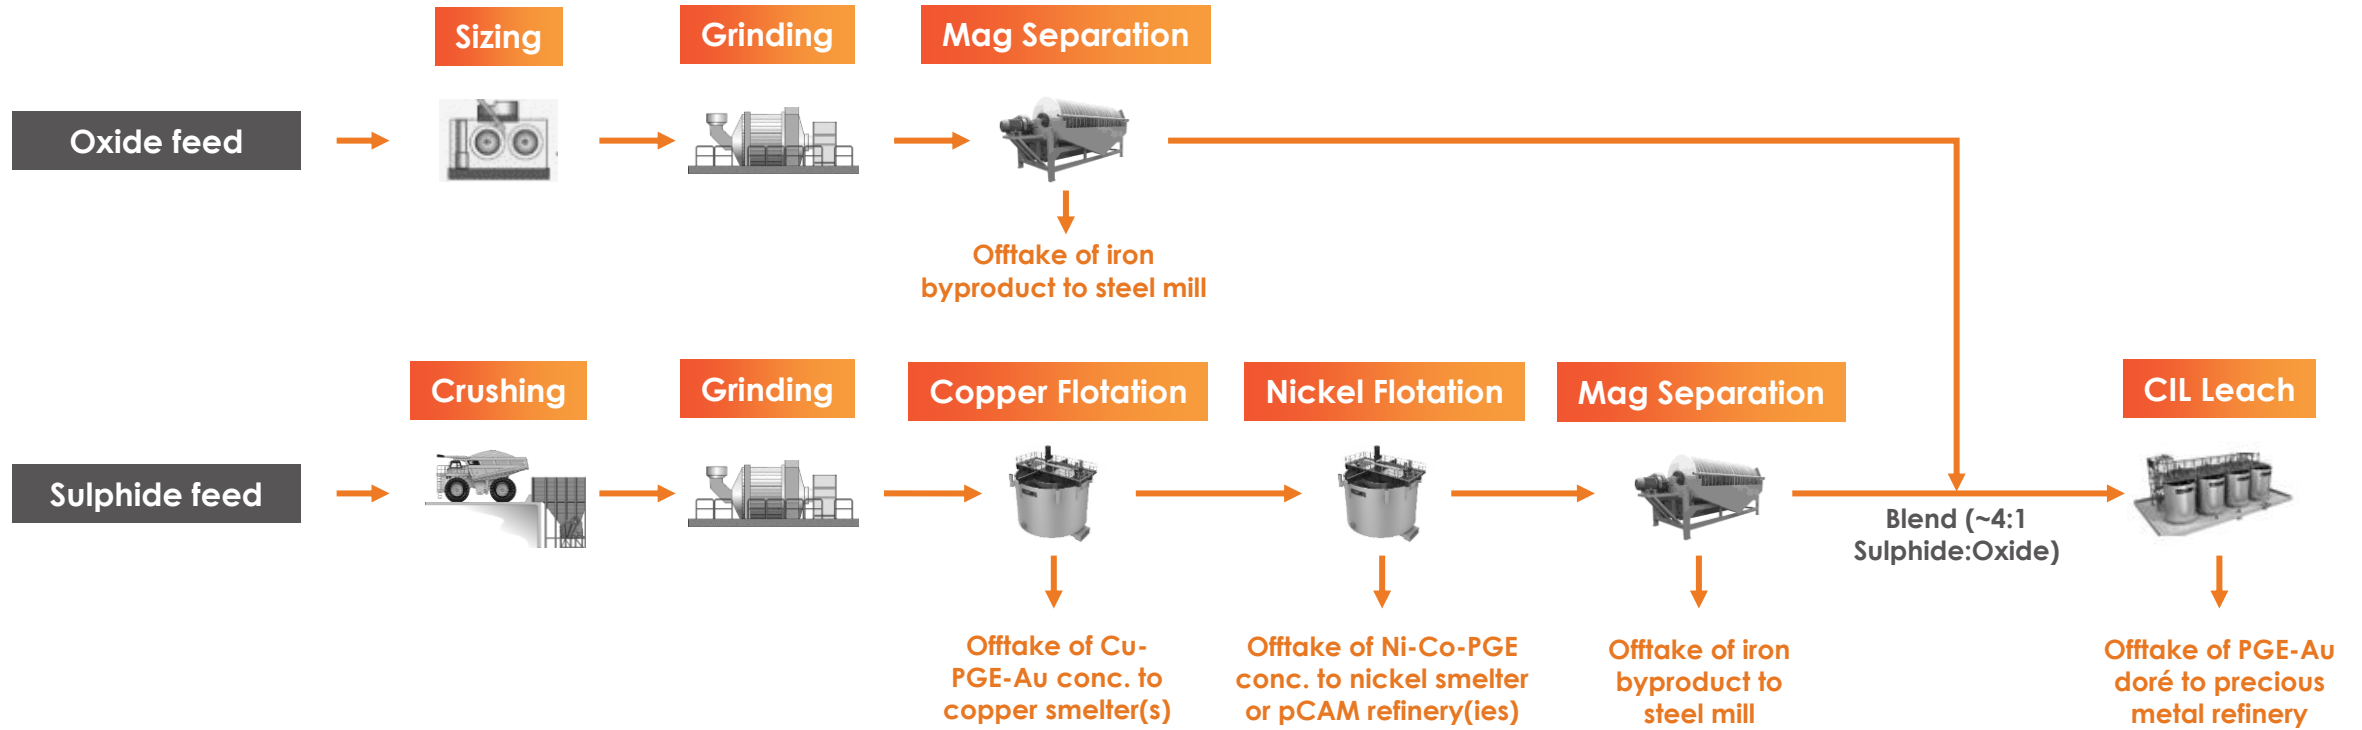 Sizing
Grinding
Mag Separation
Oxide feed
Offtake of iron
byproduct to steel mill
Crushing
Grinding
Copper Flotation
Nickel Flotation
Mag Separation
CIL Leach
Sulphide feed
Blend (~4:1
Sulphide:Oxide)
Offtake of Cu-
PGE-Au conc. to
copper smelter(s)
Offtake of Ni-Co-PGE
conc. to nickel smelter
or pCAM refinery(ies)
Offtake of iron
byproduct to
steel mill
Offtake of PGE-Au
doré to precious
metal refinery